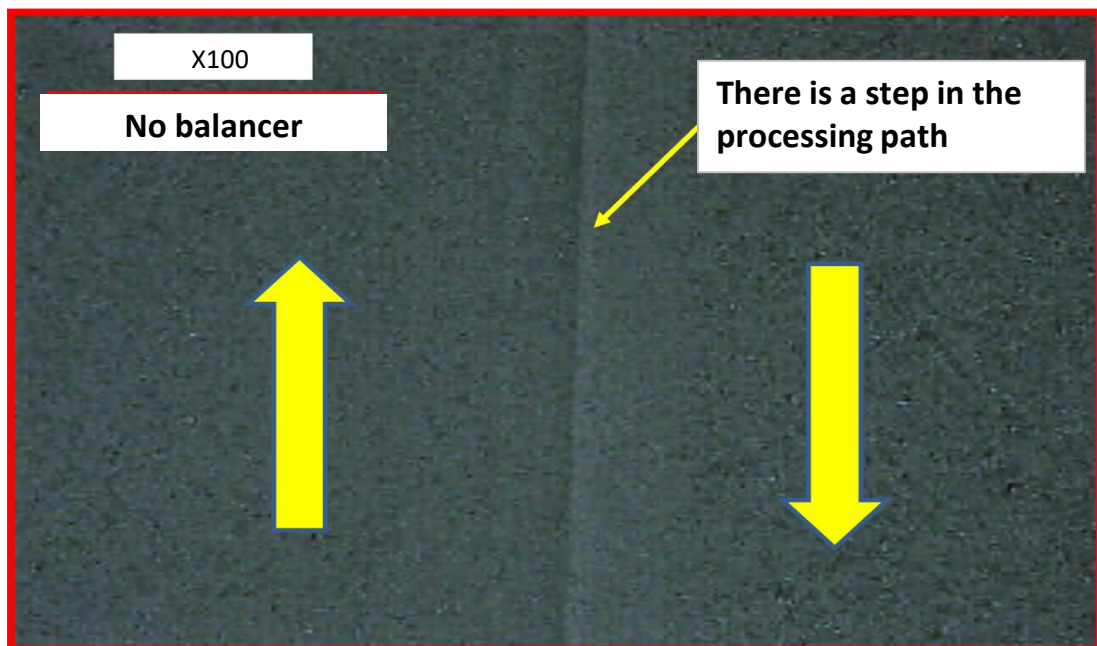 X100
No balancer
There is a step in the
processing path